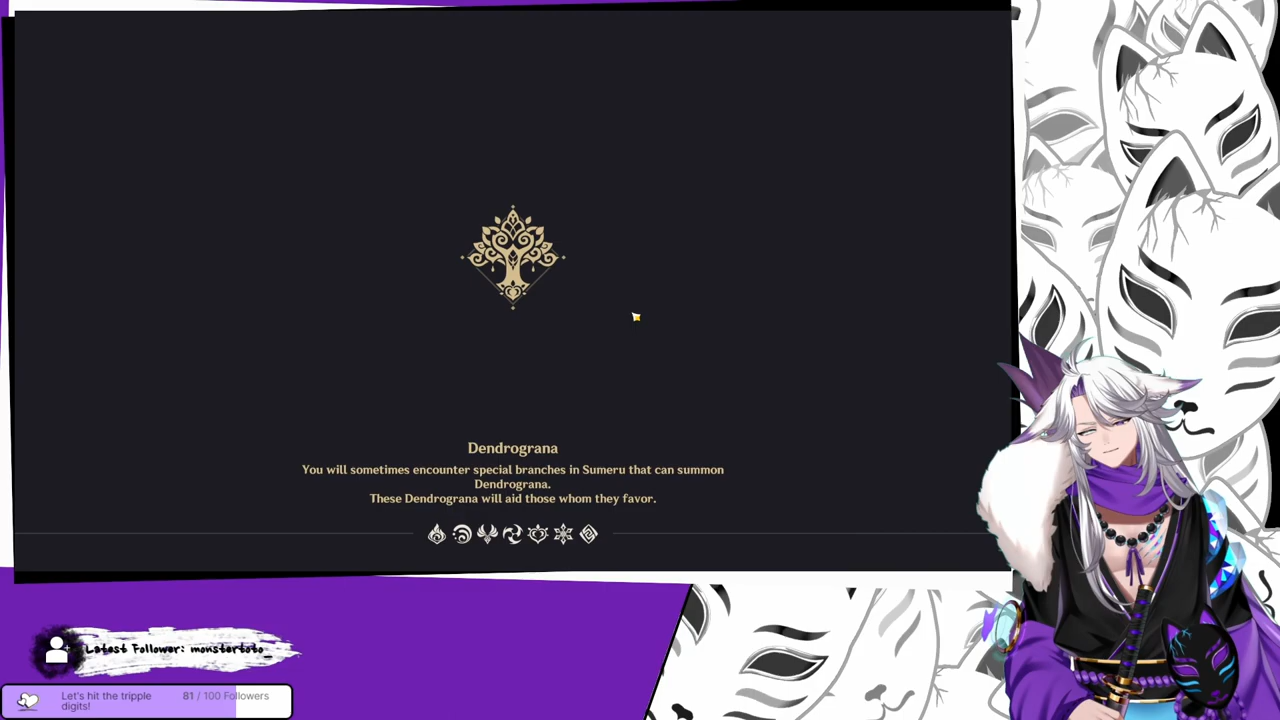 Dendrograna
You will sometimes encounter special branches in Sumeru that can summon
Dendrograna.
These Dendrograna will aid those whom they favor.
Latest Follower: monstertoto_
Let's hit the tripple
digits!
81 / 100 Followers